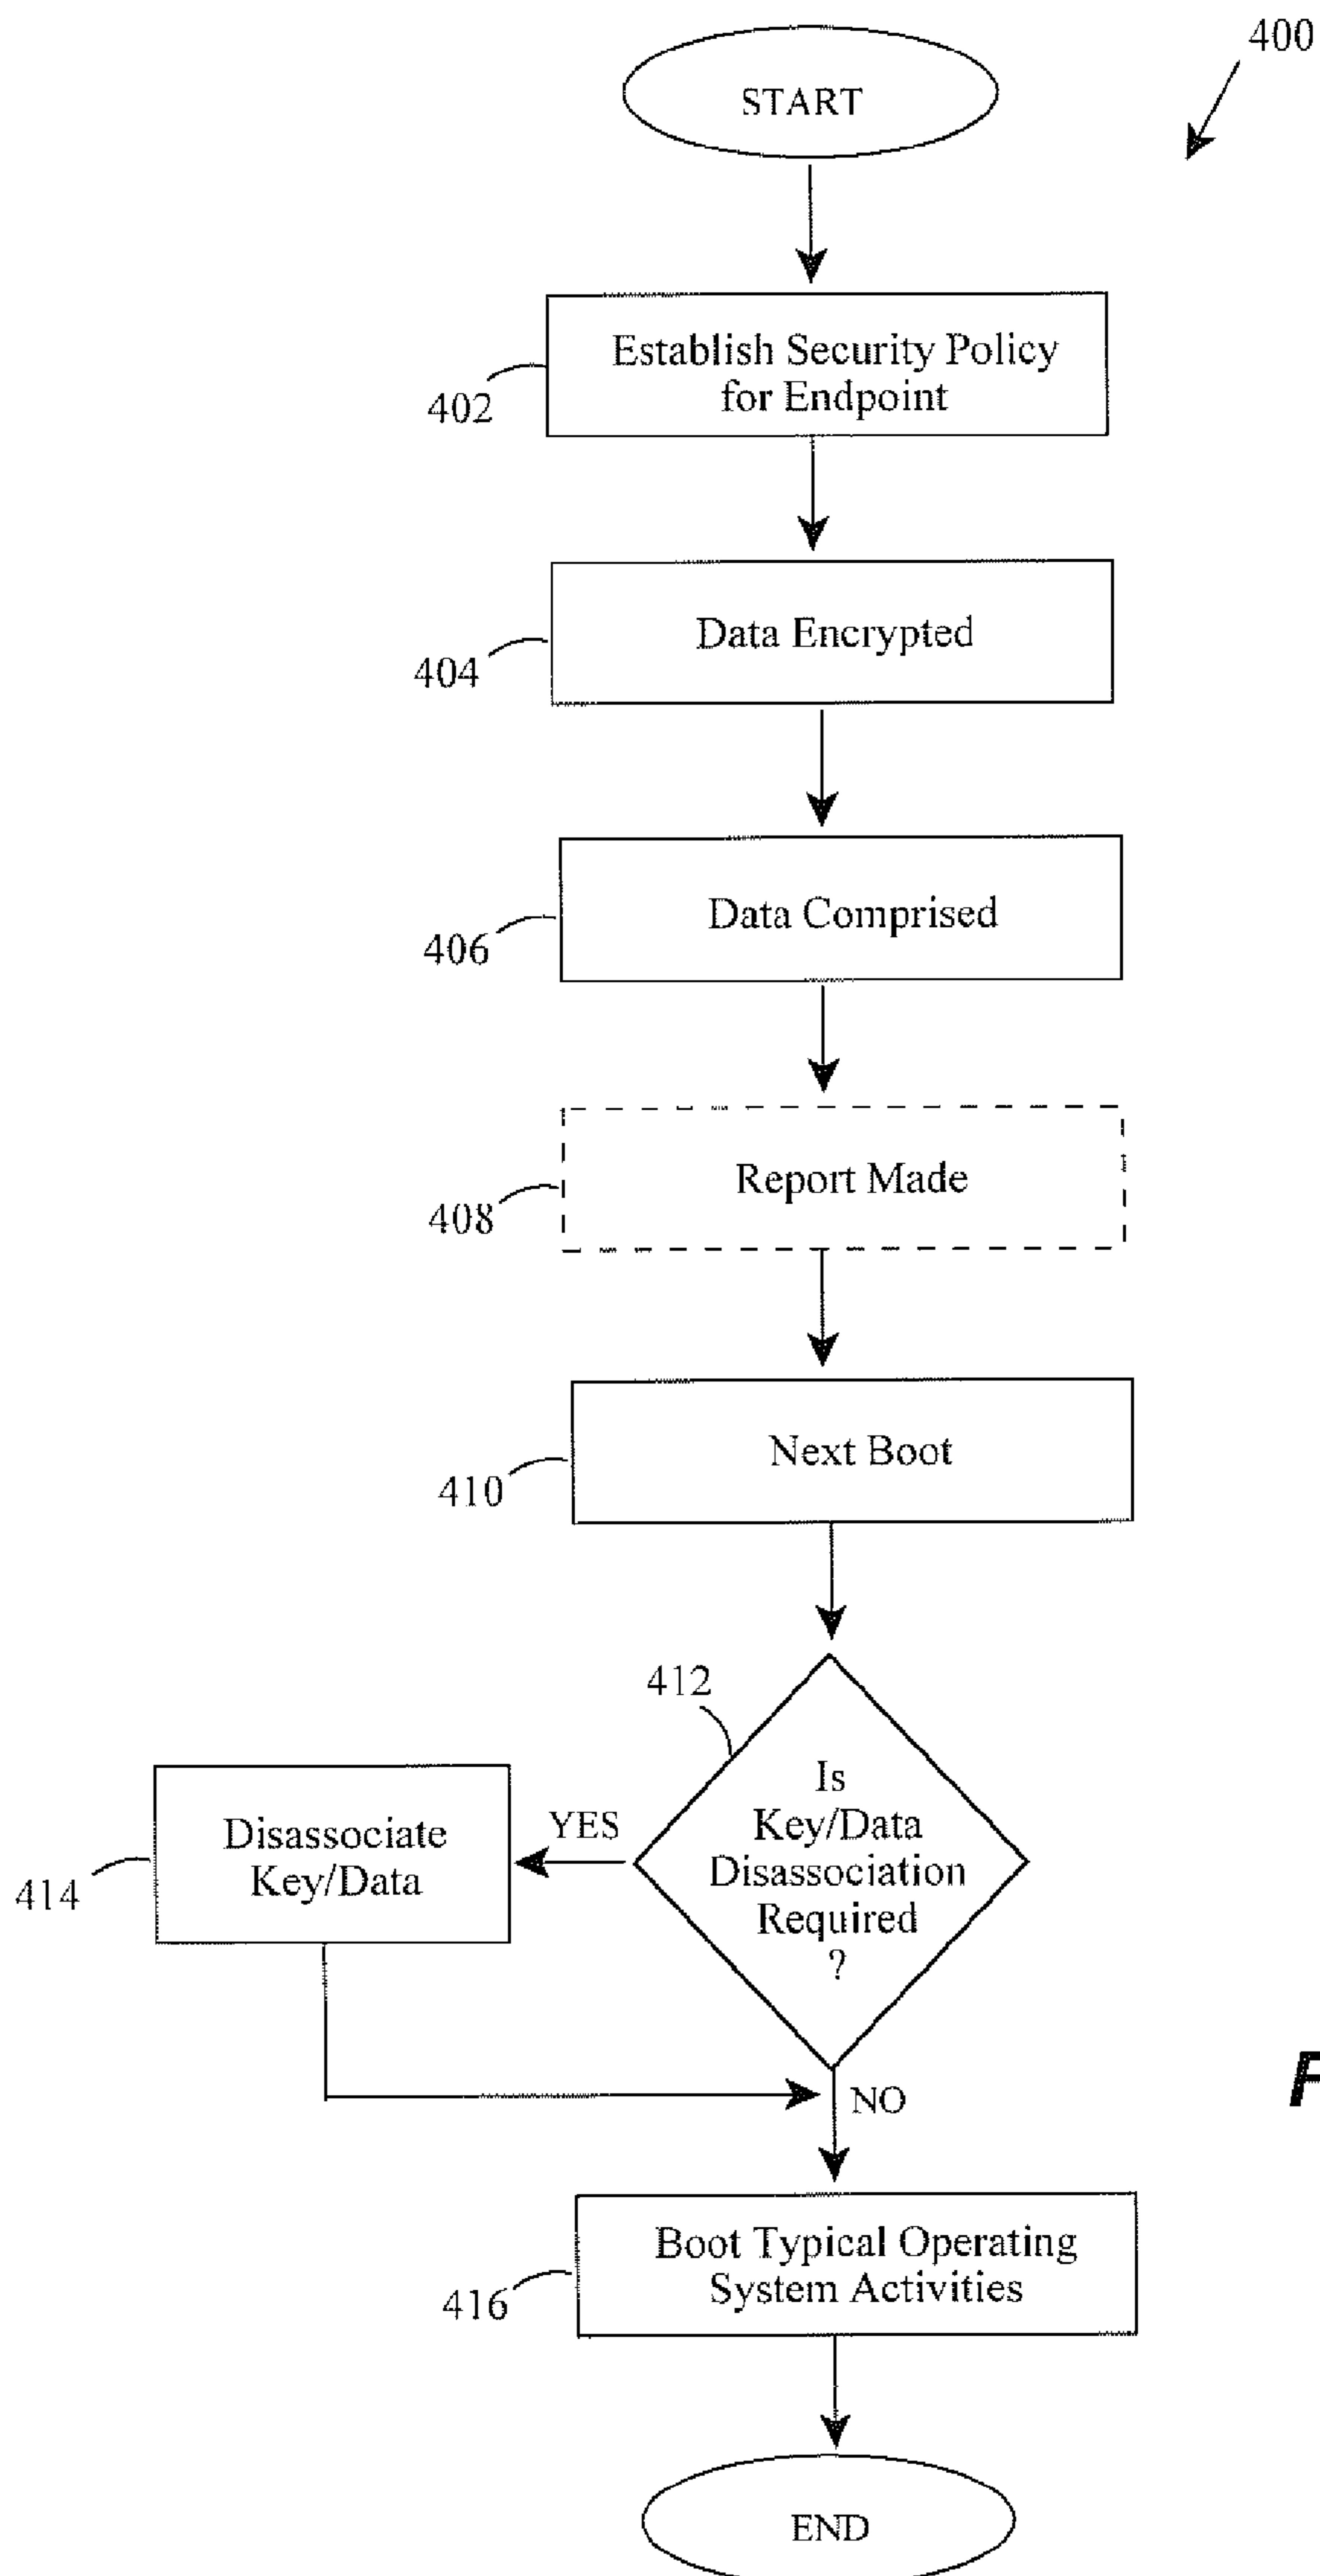 400
START
Establish Security Policy
for Endpoint
402
Data Encrypted
404
Data Comprised
406
Report Made
408
Next Boot
410
412
Is
Key/Data
Disassociation
Required
?
YES
Disassociate
Key/Data
414
NO
Boot Typical Operating
System Activities
416
END